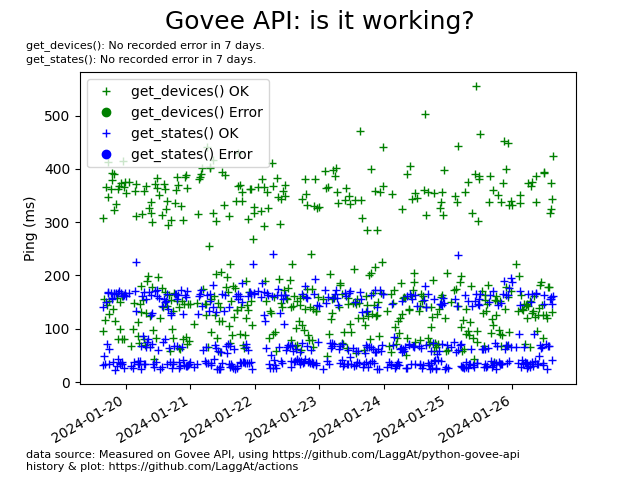 Govee API: is it working?
get_devices(): No recorded error in 7 days.
get_states(): No recorded error in 7 days.
get_devices() OK
get_devices() Error
get_states() OK
get_states() Error
Ping (ms)
500
400
300
200
100
0
2024-01-20
2024-01-21
2024-01-22
2024-01-23
2024-01-24
2024-01-25
2024-01-26
data source: Measured on Govee API, using https://github.com/LaggAt/python-govee-api
history & plot: https://github.com/LaggAt/actions